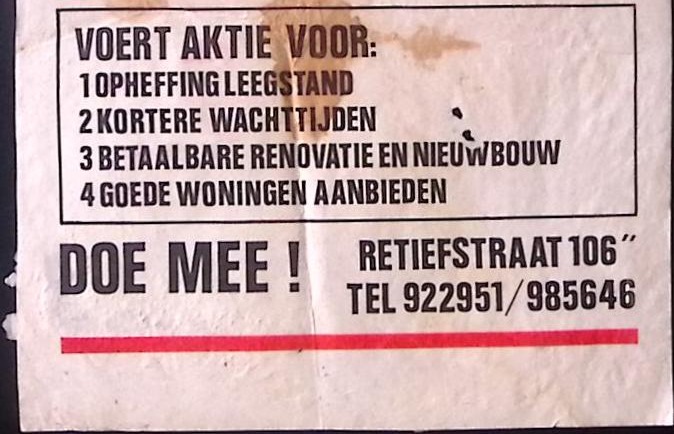 VOERT AKTIE VOOR:
1 OPHEFFING LEEGSTAND
2 KORTERE WACHTTIJDEN
3 BETAALBARE RENOVATIE EN NIEUWBOUW
4 GOEDE WONINGEN AANBIEDEN
DOE MEE !
RETIEFSTRAAT 106″
TEL 922951/985646